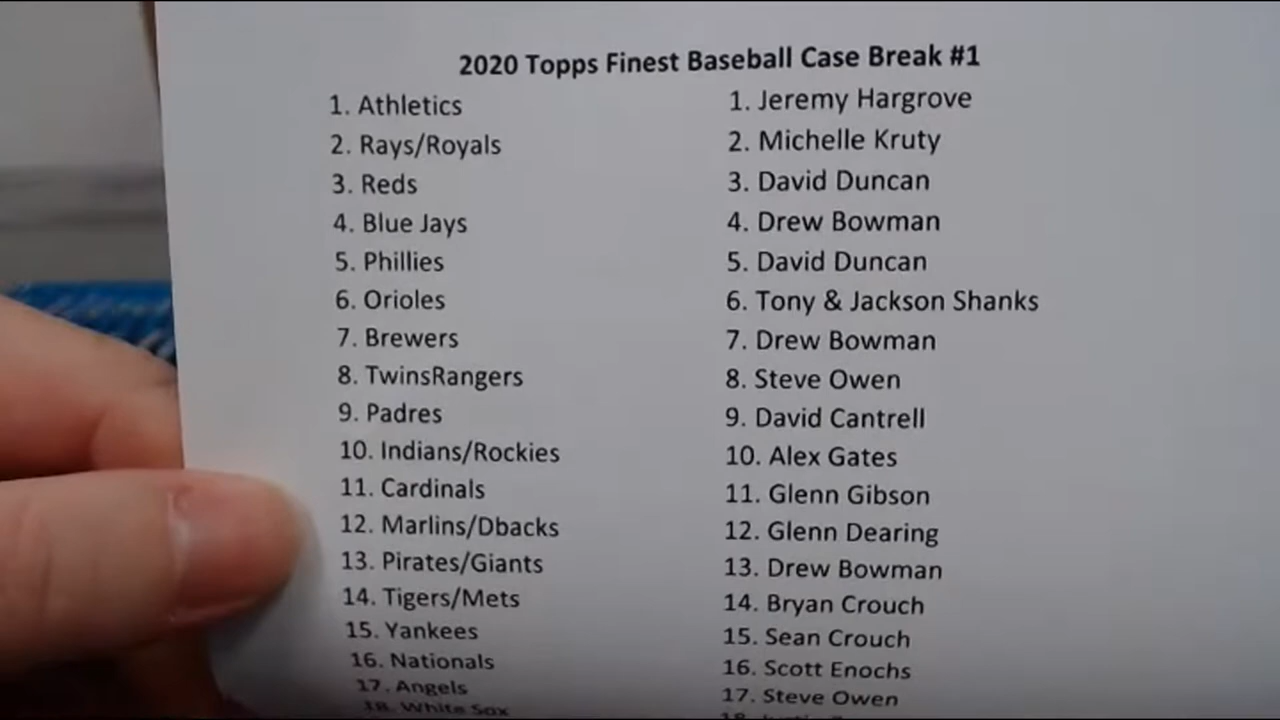 2020 Topps Finest Baseball Case Break #1
1. Athletics
2. Rays/Royals
3. Reds
4. Blue Jays
5. Phillies
6. Orioles
7. Brewers
8. TwinsRangers
9. Padres
10. Indians/Rockies
11. Cardinals
12. Marlins/Dbacks
13. Pirates/Giants
14. Tigers/Mets
15. Yankees
16. Nationals
17. Angels
18. White Sox
1. Jeremy Hargrove
2. Michelle Kruty
3. David Duncan
4. Drew Bowman
5. David Duncan
6. Tony & Jackson Shanks
7. Drew Bowman
8. Steve Owen
9. David Cantrell
10. Alex Gates
11. Glenn Gibson
12. Glenn Dearing
13. Drew Bowman
14. Bryan Crouch
15. Sean Crouch
16. Scott Enochs
17. Steve Owen
18.